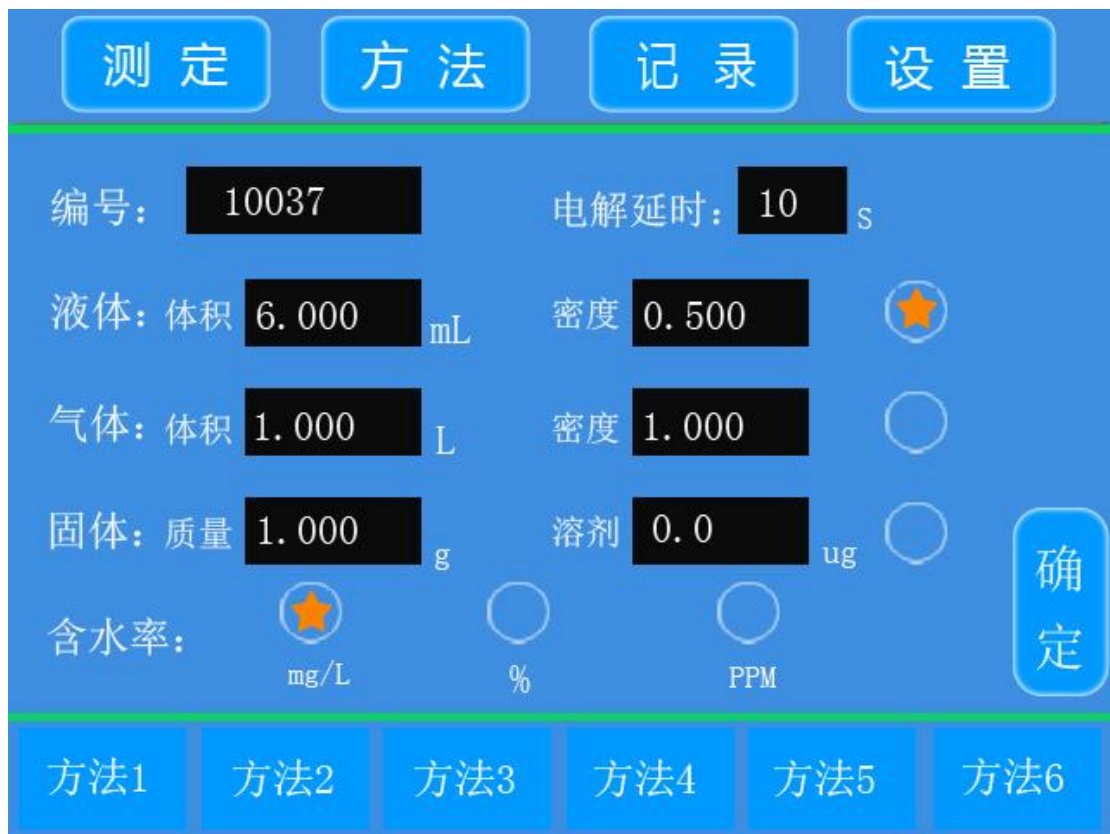 测 定 方 法 记 录 设 置
编号： 10037 电解延时： 10 s
液体：体积 6.000 mL 密度 0.500
气体：体积 1.000 L 密度 1.000
固体：质量 1.000 g 溶剂 0.0 ug
确定
含水率：
mg/L % PPM
方法1 方法2 方法3 方法4 方法5 方法6